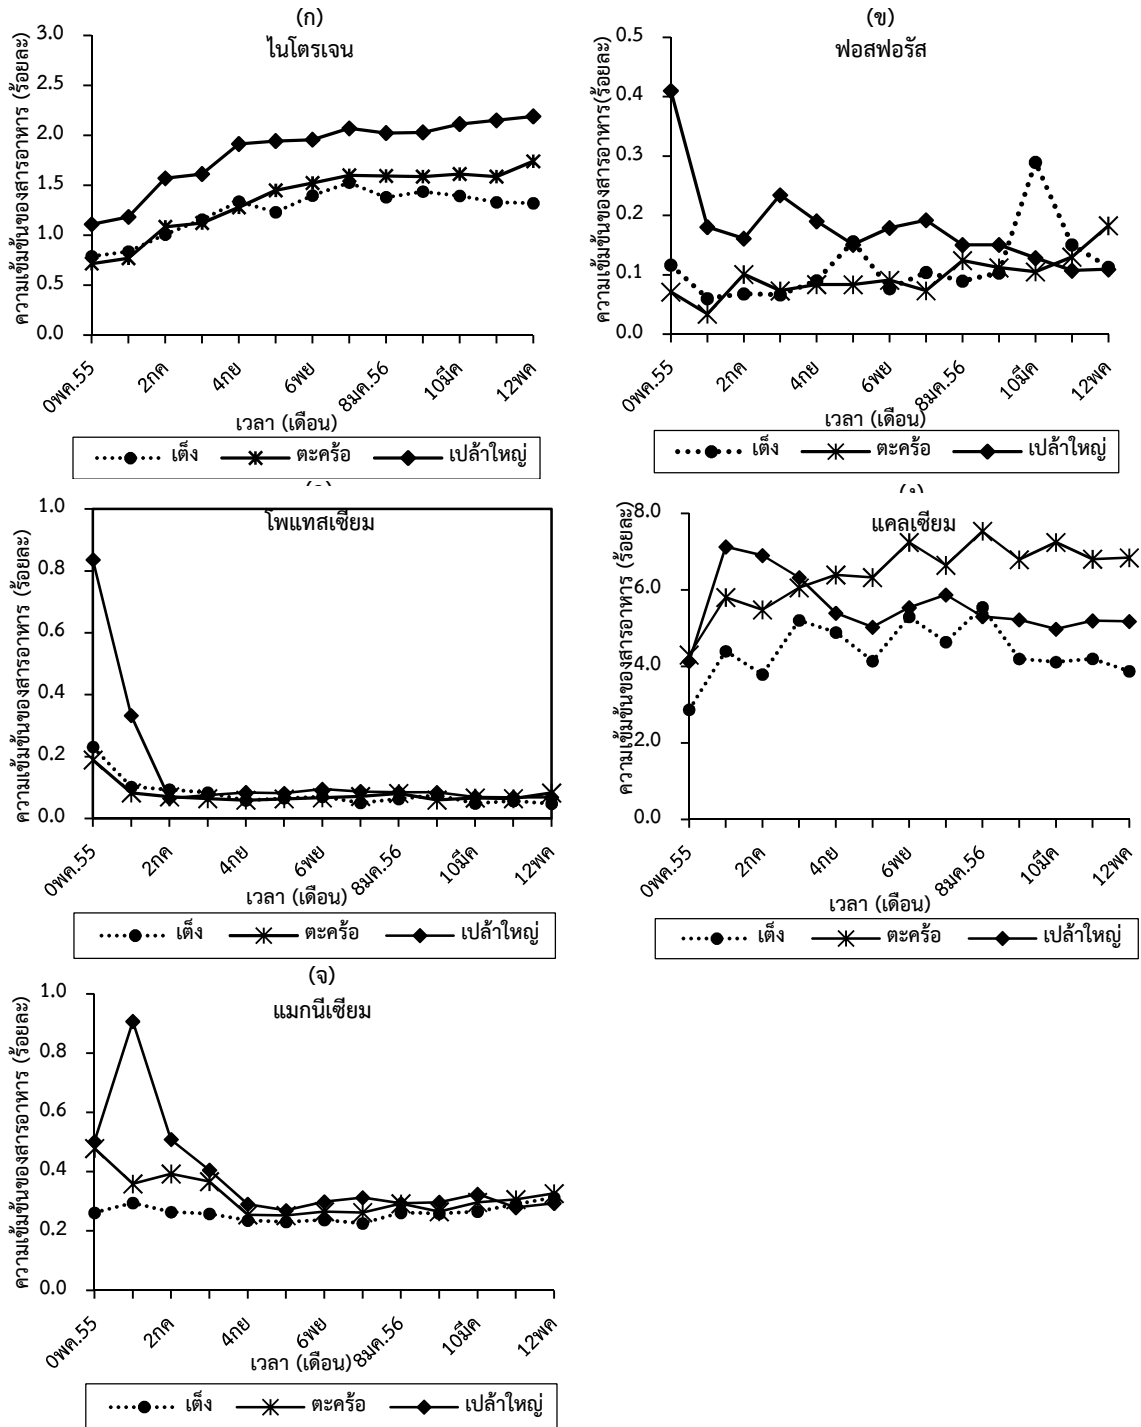 (ก)
ไนโตรเจน
ความเข้มข้นของสารอาหาร (ร้อยละ)
3.0
2.5
2.0
1.5
1.0
0.5
0.0
0พค.55 2กค 4กย 6พย 8มค.56 10มีค 12พค
เวลา (เดือน)
เต็ง ตะคร้อ เปล้าใหญ่
(ข)
ฟอสฟอรัส
ความเข้มข้นของสารอาหาร(ร้อยละ)
0.5
0.4
0.3
0.2
0.1
0.0
0พค.55 2กค 4กย 6พย 8มค.56 10มีค 12พค
เวลา (เดือน)
เต็ง ตะคร้อ เปล้าใหญ่
โพแทสเซียม
ความเข้มข้นของสารอาหาร (ร้อยละ)
1.0
0.8
0.6
0.4
0.2
0.0
0พค.55 2กค 4กย 6พย 8มค.56 10มีค 12พค
เวลา (เดือน)
เต็ง ตะคร้อ เปล้าใหญ่
แคลเซียม
ความเข้มข้นของสารอาหาร (ร้อยละ)
8.0
6.0
4.0
2.0
0.0
0พค.55 2กค 4กย 6พย 8มค.56 10มีค 12พค
เวลา (เดือน)
เต็ง ตะคร้อ เปล้าใหญ่
(จ)
แมกนีเซียม
ความเข้มข้นของสารอาหาร (ร้อยละ)
1.0
0.8
0.6
0.4
0.2
0.0
0พค.55 2กค 4กย 6พย 8มค.56 10มีค 12พค
เวลา (เดือน)
เต็ง ตะคร้อ เปล้าใหญ่